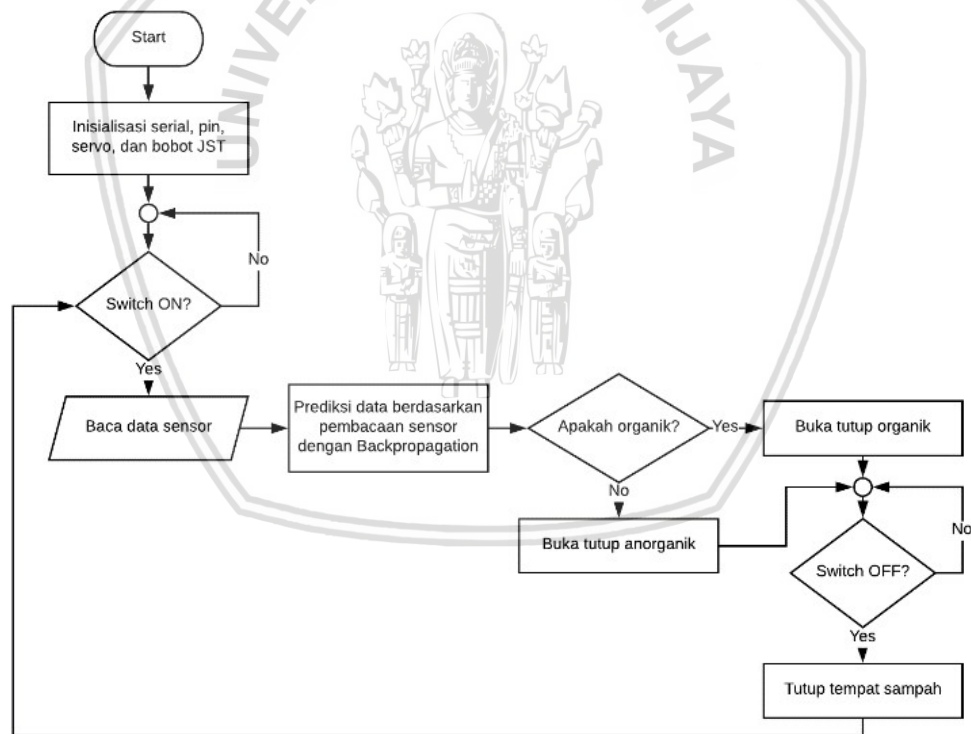 Start
Inisialisasi serial, pin,
servo, dan bobot JST
No
Switch ON?
Yes
Baca data sensor
Prediksi data berdasarkan
pembacaan sensor
dengan Backpropagation
Apakah organik?
Yes
Buka tutup organik
No
Buka tutup anorganik
No
Switch OFF?
Yes
Tutup tempat sampah
UNIVE
WIJAYA